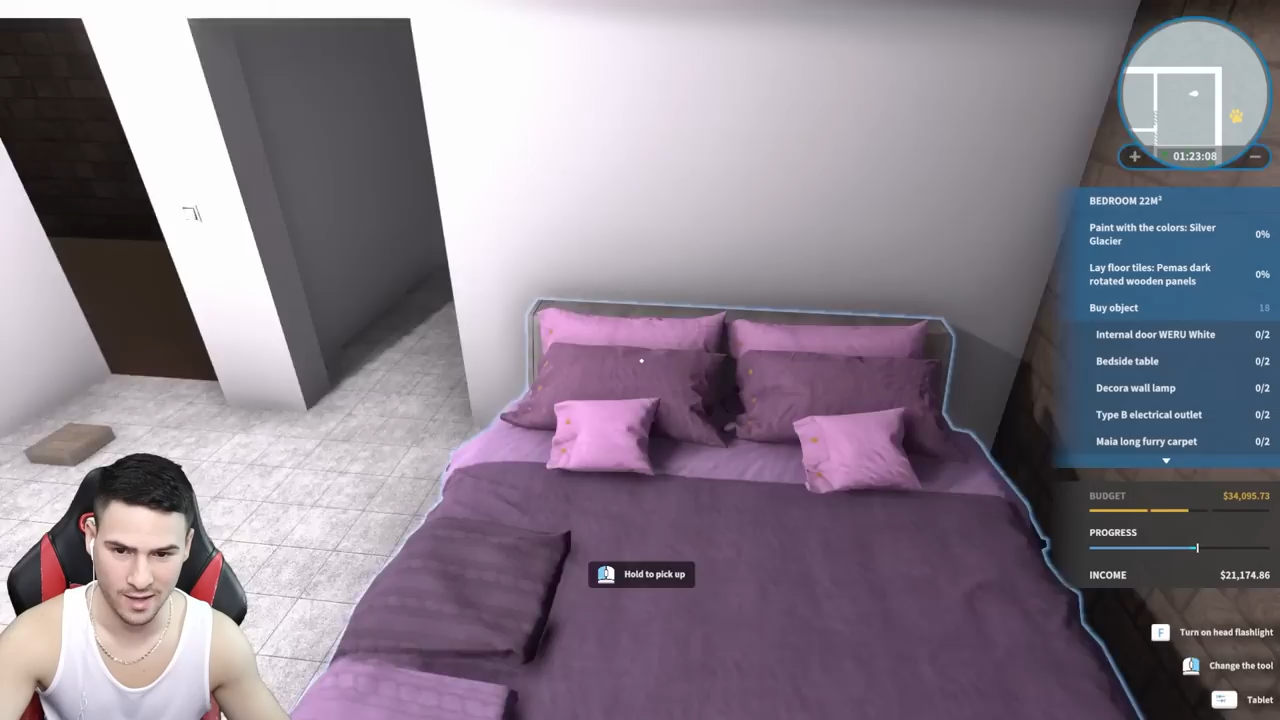 01:23:08
BEDROOM 22M²
Paint with the colors: Silver
Glacier
0%
Lay floor tiles: Pemas dark
rotated wooden panels
0%
Buy object
18
Internal door WERU White
0/2
Bedside table
0/2
Decora wall lamp
0/2
Type B electrical outlet
0/2
Maia long furry carpet
0/2
BUDGET
$34,095.73
PROGRESS
INCOME
$21,174.86
Hold to pick up
F
Turn on head flashlight
Change the tool
Tablet